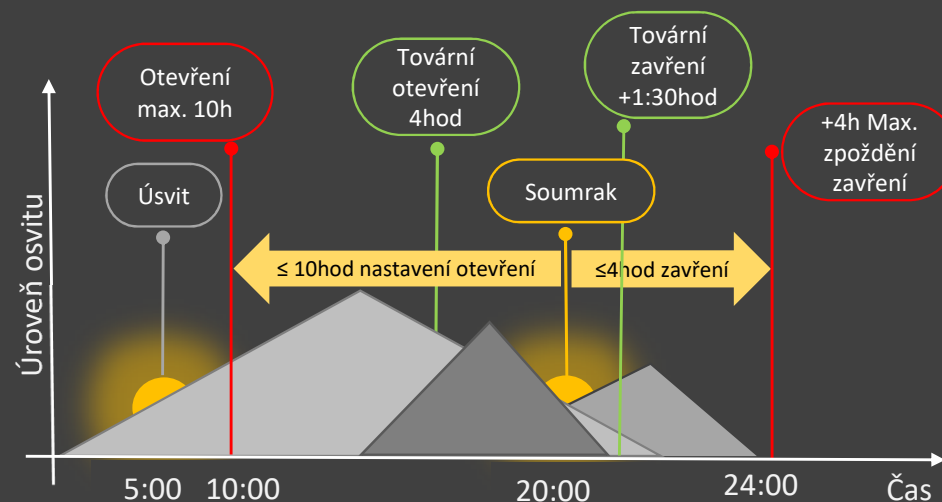 Otevření
max. 10h
Tovární
otevření
4hod
Tovární
zavření
+1:30hod
+4h Max.
zpoždění
zavření
Úsvit
Soumrak
≤ 10hod nastavení otevření
≤4hod zavření
Úroveň osvitu
5:00
10:00
20:00
24:00
Čas